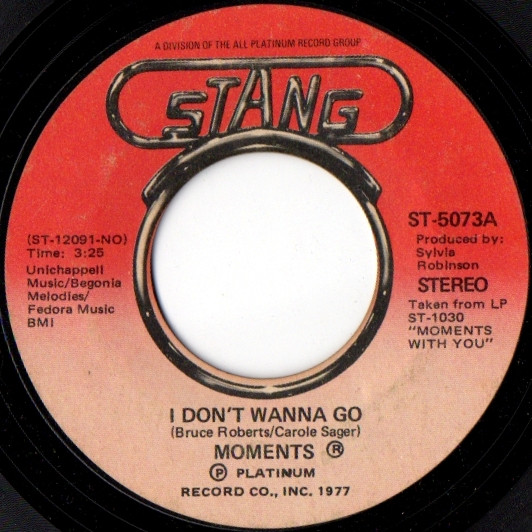 A DIVISION OF THE ALL PLATINUM RECORD GROUP
STANG
(ST-12091-NO)
Time: 3:25
Unichappell
Music/Begonia
Melodies/
Fedora Music
BMI
ST-5073A
Produced by:
Sylvia
Robinson
STEREO
Taken from LP
ST-1030
"MOMENTS
WITH YOU"
I DON'T WANNA GO
(Bruce Roberts/Carole Sager)
MOMENTS ®
℗ PLATINUM
RECORD CO., INC. 1977